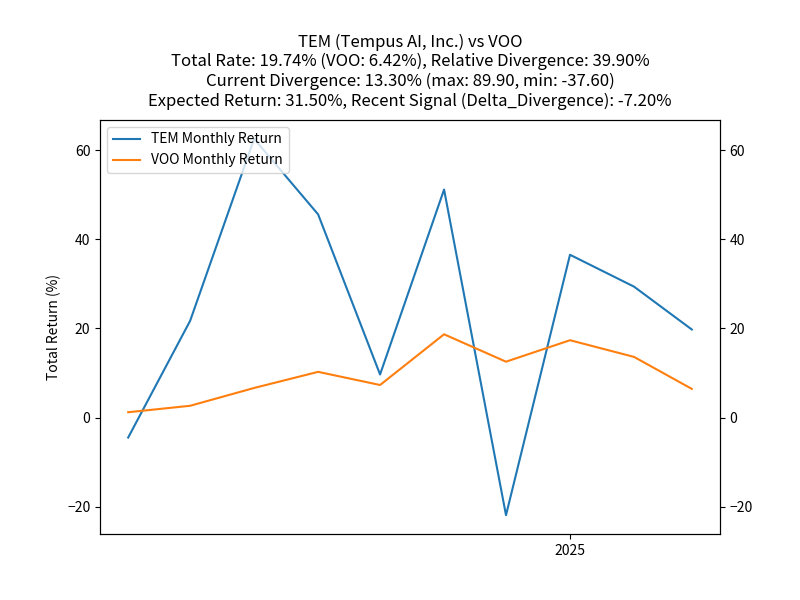 TEM (Tempus AI, Inc.) vs VOO
Total Rate: 19.74% (VOO: 6.42%), Relative Divergence: 39.90%
Current Divergence: 13.30% (max: 89.90, min: -37.60)
Expected Return: 31.50%, Recent Signal (Delta_Divergence): -7.20%
TEM Monthly Return
VOO Monthly Return
60 60
40 40
20 20
0 0
−20 −20
Total Return (%)
2025